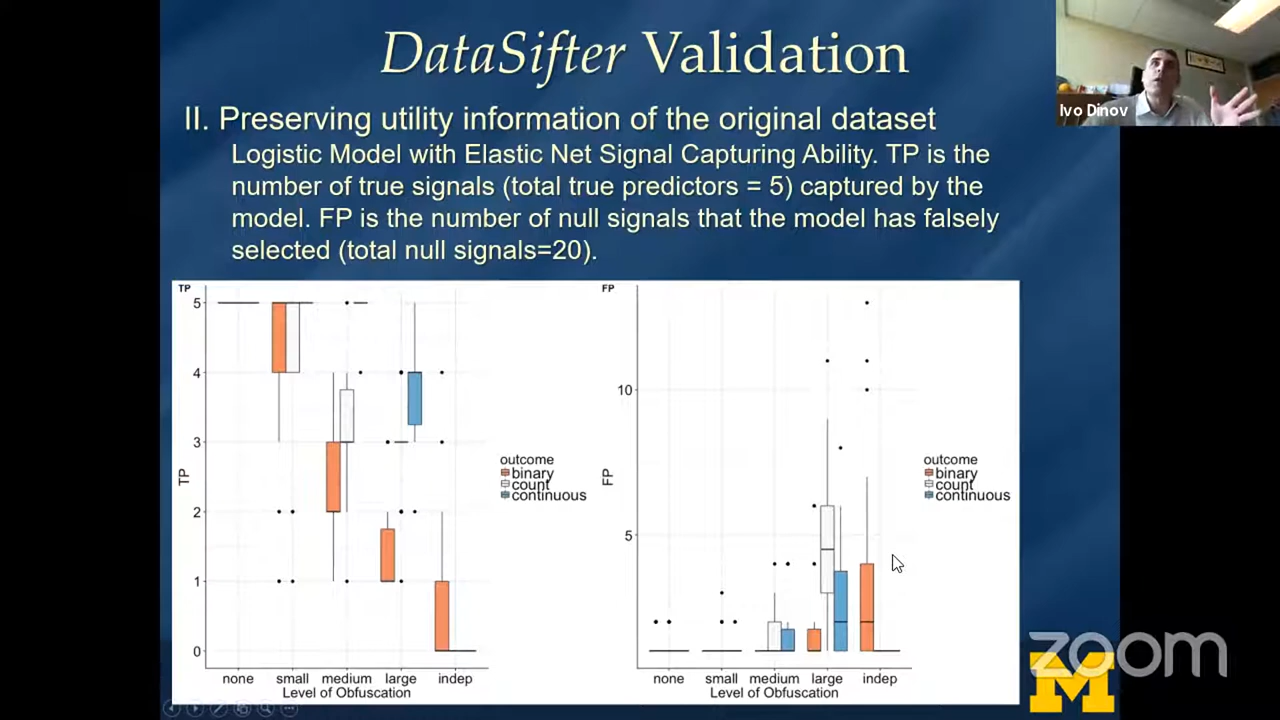 DataSifter Validation
Ivo Dinov
II. Preserving utility information of the original dataset
Logistic Model with Elastic Net Signal Capturing Ability. TP is the
number of true signals (total true predictors = 5) captured by the
model. FP is the number of null signals that the model has falsely
selected (total null signals=20).
TP
5
4
3
2
1
0
TP
none small medium large indep
Level of Obfuscation
outcome
binary
count
continuous
FP
10
5
FP
none small medium large indep
Level of Obfuscation
outcome
binary
count
continuous
zoom
M